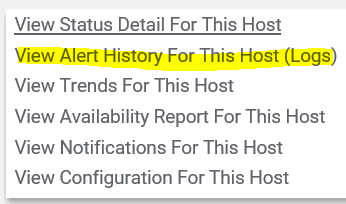 View Status Detail For This Host
View Alert History For This Host (Logs)
View Trends For This Host
View Availability Report For This Host
View Notifications For This Host
View Configuration For This Host